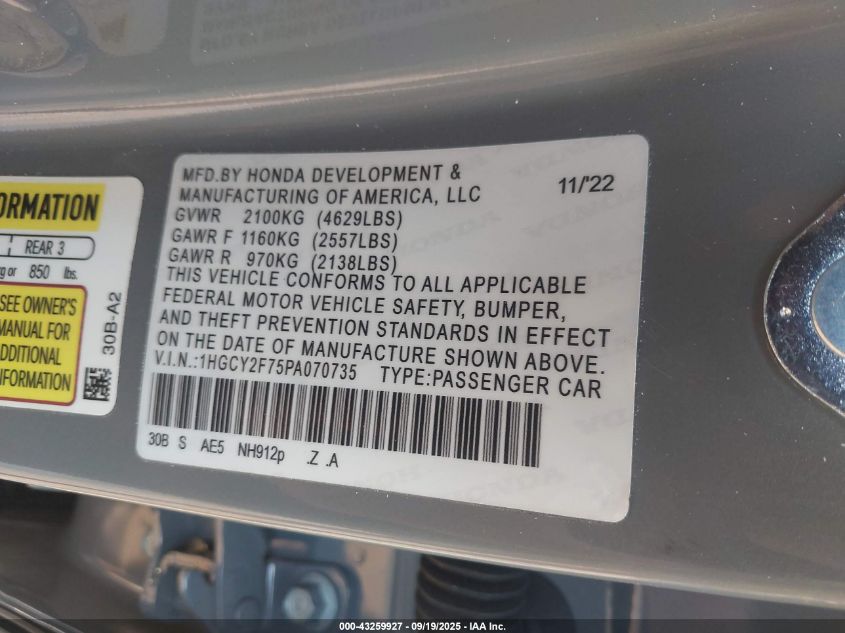 MFD.BY HONDA DEVELOPMENT &
MANUFACTURING OF AMERICA, LLC 11/'22
GVWR 2100KG (4629LBS)
GAWR F 1160KG (2557LBS)
GAWR R 970KG (2138LBS)
THIS VEHICLE CONFORMS TO ALL APPLICABLE
FEDERAL MOTOR VEHICLE SAFETY, BUMPER,
AND THEFT PREVENTION STANDARDS IN EFFECT
ON THE DATE OF MANUFACTURE SHOWN ABOVE.
V.I.N.:1HGCY2F75PA070735 TYPE:PASSENGER CAR
30B S AE5 NH912p .Z .A
ORMATION
REAR 3
or 850 lbs.
SEE OWNER'S
MANUAL FOR
ADDITIONAL
INFORMATION
30B-A2
000-43259927 - 09/19/2025 - IAA Inc.